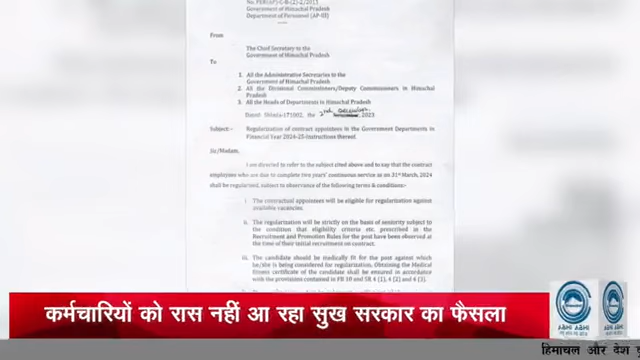 No. PER(AP)-C-B(2)-2/2015
Government of Himachal Pradesh
Department of Personnel (AP-III)
From
The Chief Secretary to the
Government of Himachal Pradesh
To
1. All the Administrative Secretaries to the
Government of Himachal Pradesh
2. All the Divisional Commissioners/Deputy Commissioners in Himachal
Pradesh
3. All the Heads of Departments in Himachal Pradesh
Dated: Shimla-171002, the 2nd 2023
Subject:- Regularization of contract appointees in the Government Departments in
Financial Year 2024-25-Instructions thereof.
Sir/Madam,
I am directed to refer to the subject cited above and to say that the contract
employees who are due to complete two years' continuous service as on 31st March, 2024
shall be regularized, subject to observance of the following terms & conditions:-
i. The contractual appointees will be eligible for regularization against
available vacancies.
ii. The regularization will be strictly on the basis of seniority subject to
the condition that eligibility criteria etc. prescribed in the
Recruitment and Promotion Rules for the post have been observed at
the time of their initial recruitment on contract.
iii. The candidate should be medically fit for the post against which
he/she is being considered for regularization. Obtaining the Medical
fitness certificate of the candidate shall be ensured in accordance
with the provisions contained in FR 10 and SR 4 (1), 4 (2) and 4 (3).
कर्मचारियों को रास नहीं आ रहा सुख सरकार का फैसला
हिमाचल और देश